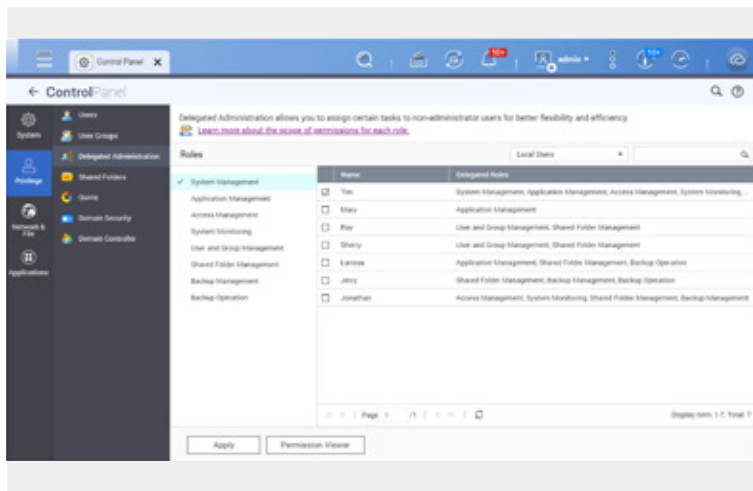 Control Panel
10+
admin
10+
ControlPanel
System
Privilege
Network & File
Applications
Users
User Groups
Delegated Administration
Shared Folders
Quota
Domain Security
Domain Controller
Delegated Administration allows you to assign certain tasks to non-administrator users for better flexibility and efficiency.
Learn more about the scope of permissions for each role.
Roles
Local Users
System Management
Application Management
Access Management
System Monitoring
User and Group Management
Shared Folder Management
Backup Management
Backup Operation
Name Delegated Roles
System Management, Application Management, Access Management, System Monitoring, ...
Mary Application Management
Ray User and Group Management, Shared Folder Management
Sherry User and Group Management, Shared Folder Management
Larissa Application Management, Shared Folder Management, Backup Operation
Jerry Shared Folder Management, Backup Management, Backup Operation
Jonathan Access Management, System Monitoring, Shared Folder Management, Backup Management
Page 1 /1
Display item: 1-7, Total: 7
Apply
Permission Viewer